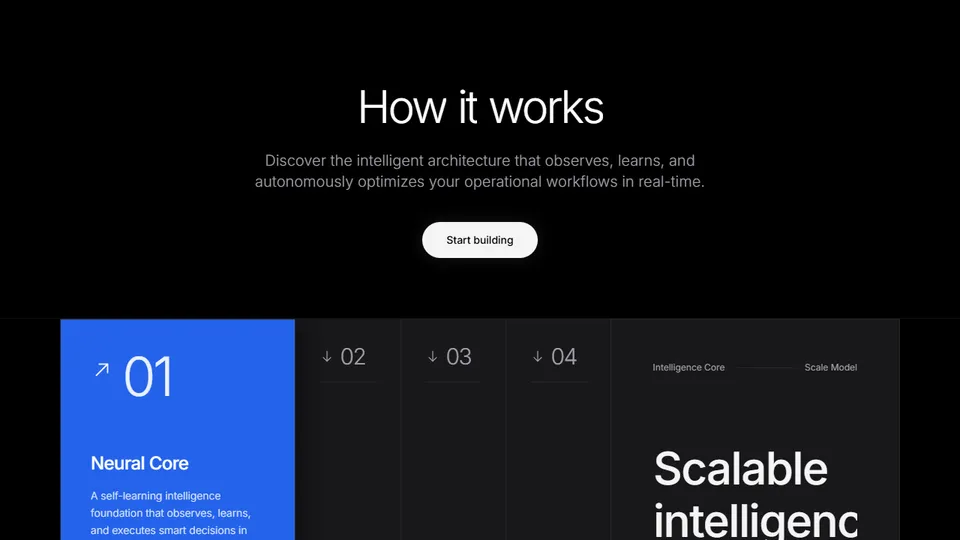 How it works
Discover the intelligent architecture that observes, learns, and
autonomously optimizes your operational workflows in real-time.
Start building
01
02
03
04
Neural Core
A self-learning intelligence
foundation that observes, learns,
and executes smart decisions in
Intelligence Core
Scale Model
Scalable
intelligenc